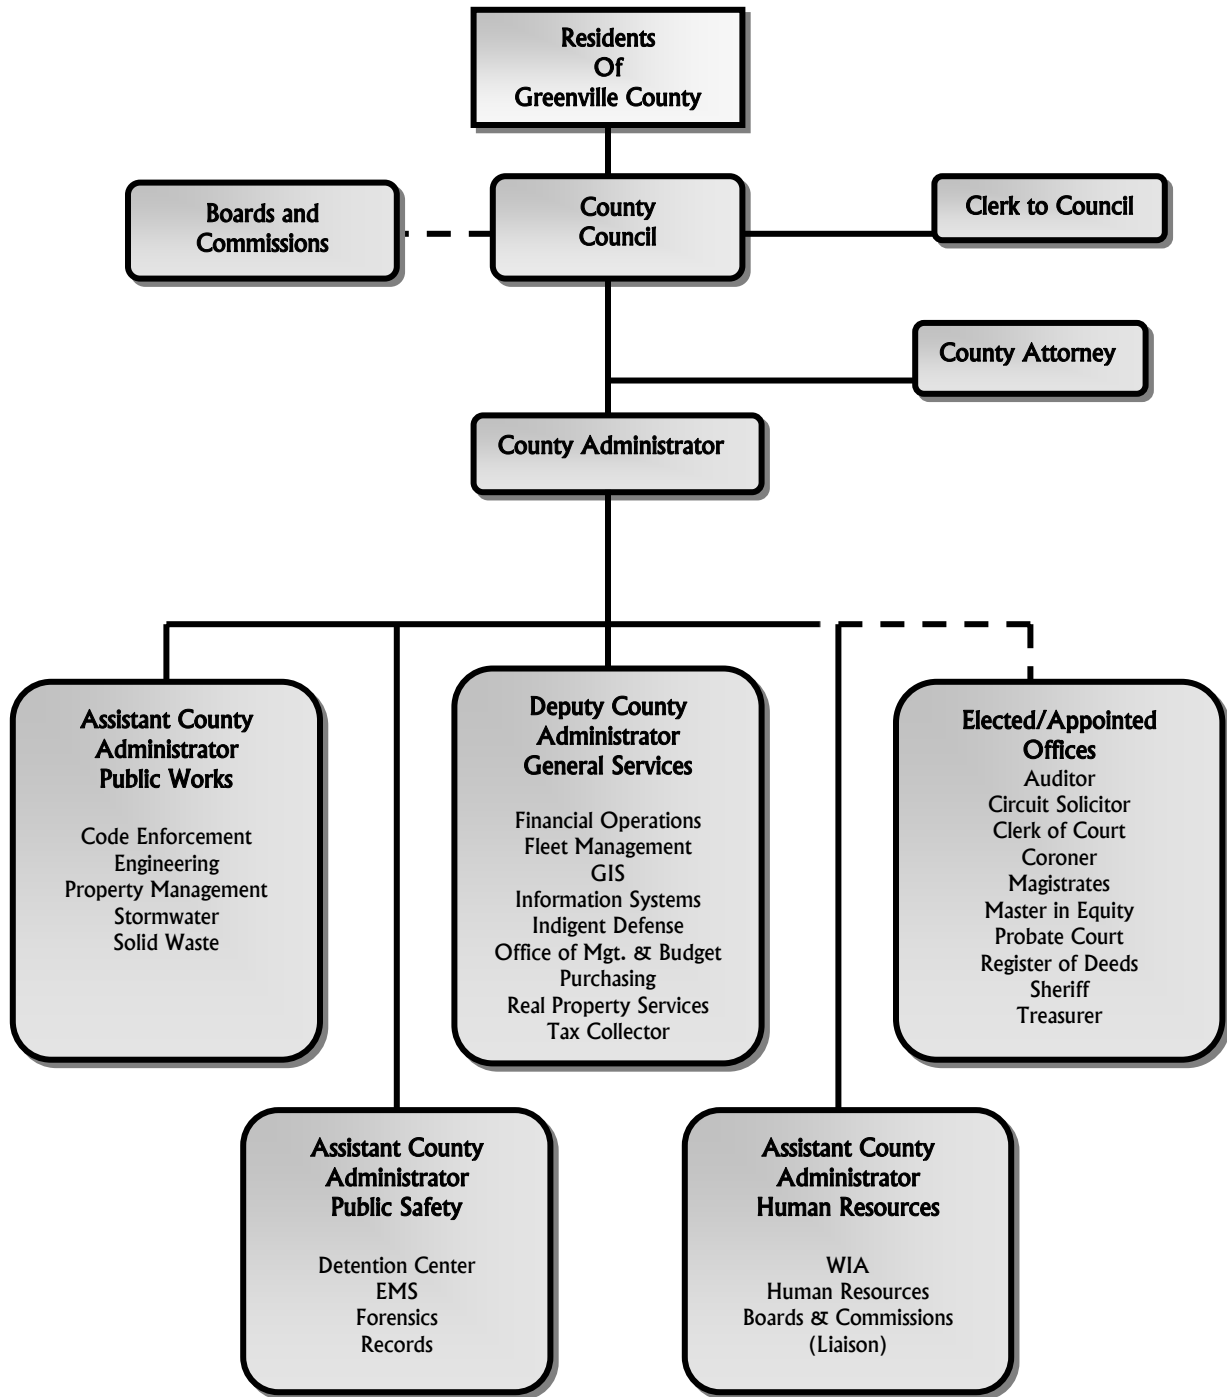 Residents
Of
Greenville County
Boards and
Commissions
County
Council
Clerk to Council
County Attorney
County Administrator
Assistant County
Administrator
Public Works
Code Enforcement
Engineering
Property Management
Stormwater
Solid Waste
Deputy County
Administrator
General Services
Financial Operations
Fleet Management
GIS
Information Systems
Indigent Defense
Office of Mgt. & Budget
Purchasing
Real Property Services
Tax Collector
Elected/Appointed
Offices
Auditor
Circuit Solicitor
Clerk of Court
Coroner
Magistrates
Master in Equity
Probate Court
Register of Deeds
Sheriff
Treasurer
Assistant County
Administrator
Public Safety
Detention Center
EMS
Forensics
Records
Assistant County
Administrator
Human Resources
WIA
Human Resources
Boards & Commissions
(Liaison)